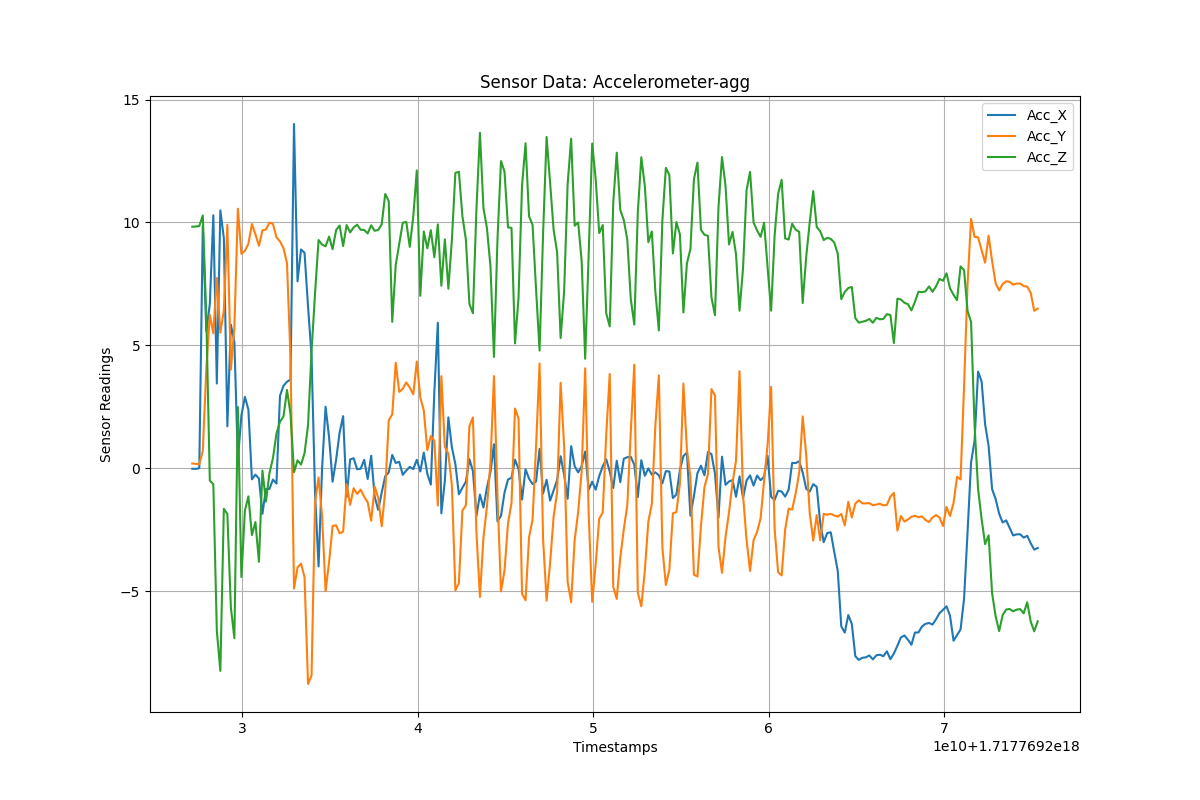 Sensor Data: Accelerometer-agg
Acc_X
Acc_Y
Acc_Z
Sensor Readings
15
10
5
0
−5
3 4 5 6 7
Timestamps
1e10+1.7177692e18